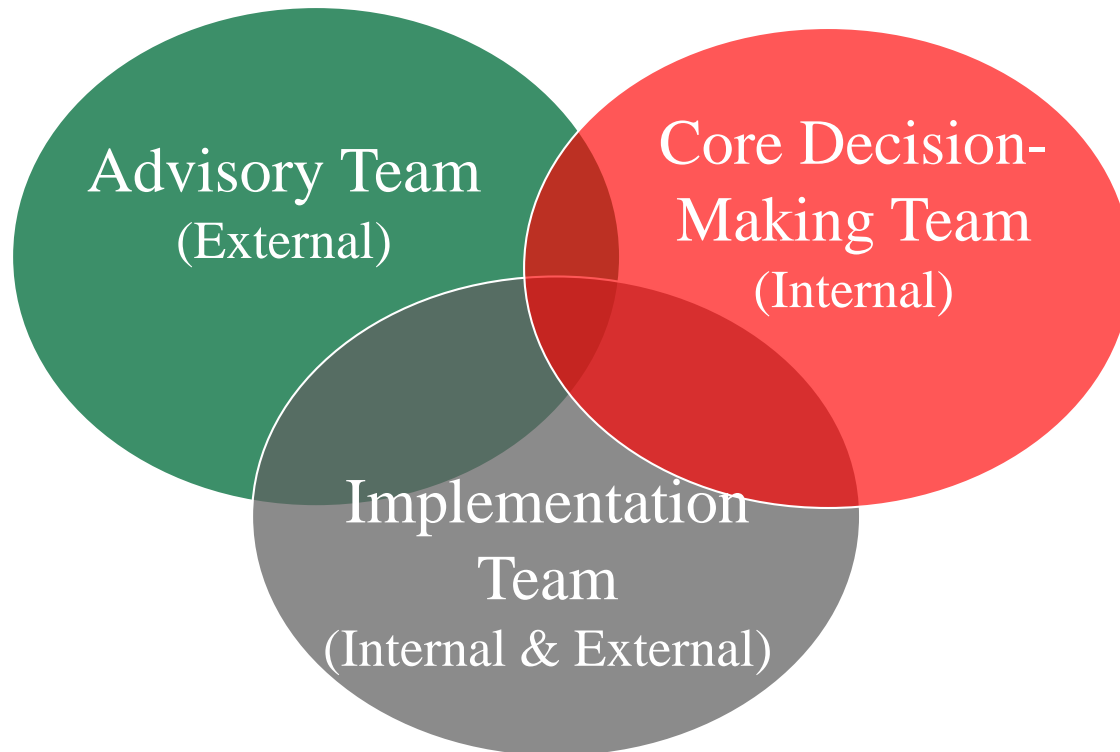 Advisory Team
(External)
Core Decision-
Making Team
(Internal)
Implementation
Team
(Internal & External)